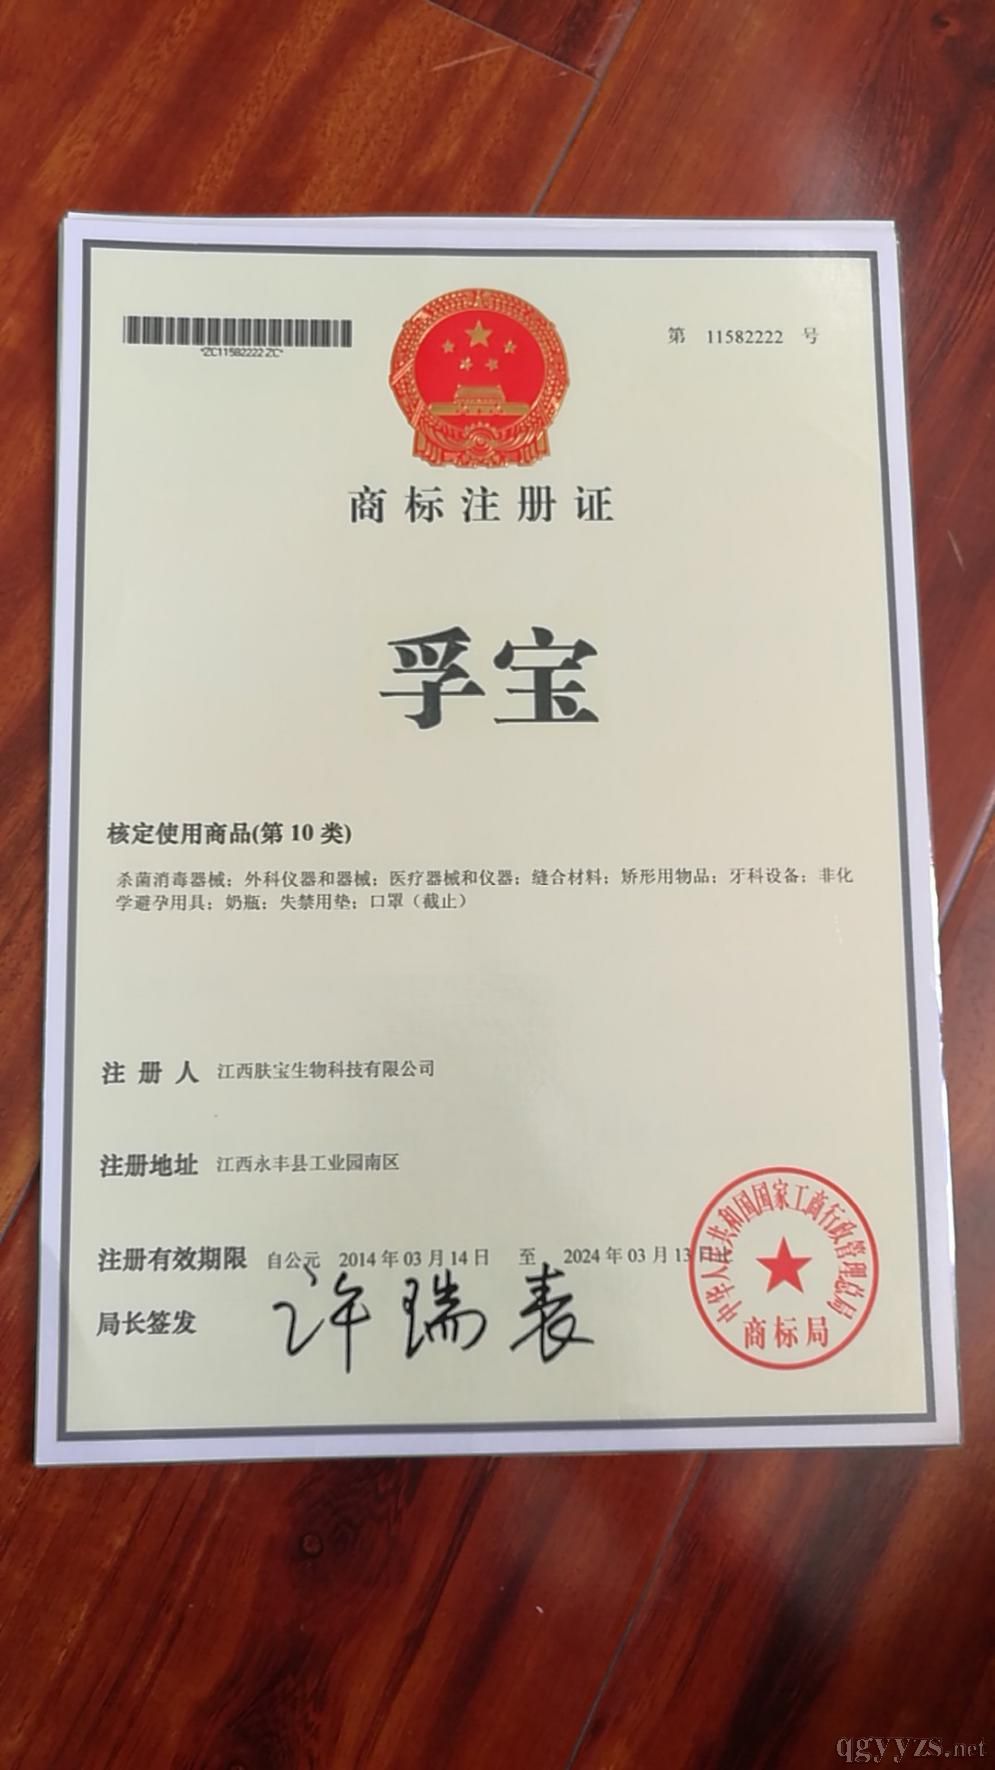 第 11582222 号
*ZC11582222ZC*
商标注册证
孚宝
核定使用商品(第 10 类)
杀菌消毒器械；外科仪器和器械；医疗器械和仪器；缝合材料；矫形用物品；牙科设备；非化
学避孕用具；奶瓶；失禁用垫；口罩（截止）
注册人 江西肤宝生物科技有限公司
注册地址 江西永丰县工业园南区
注册有效期限 自公元 2014 年 03 月 14 日 至 2024 年 03 月 13 日止
局长签发 许瑞表
中华人民共和国国家工商行政管理总局
商标局
qgyyzs.net